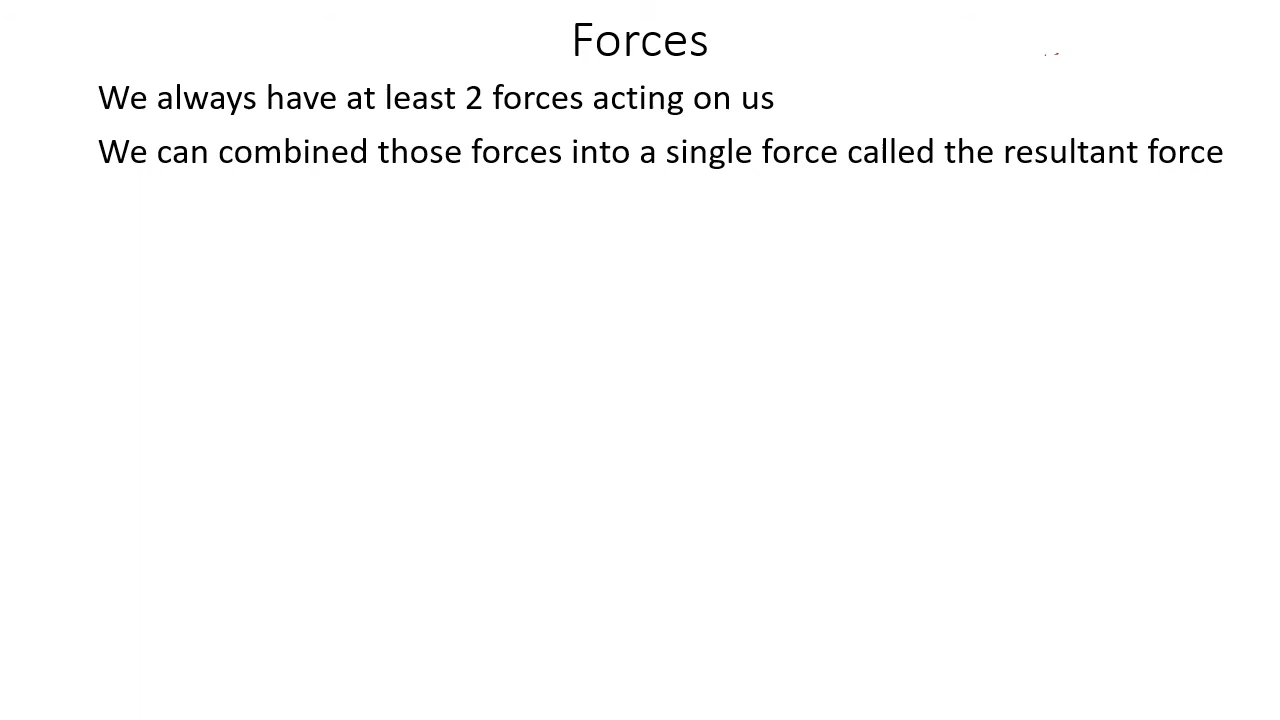 Forces
We always have at least 2 forces acting on us
We can combined those forces into a single force called the resultant force